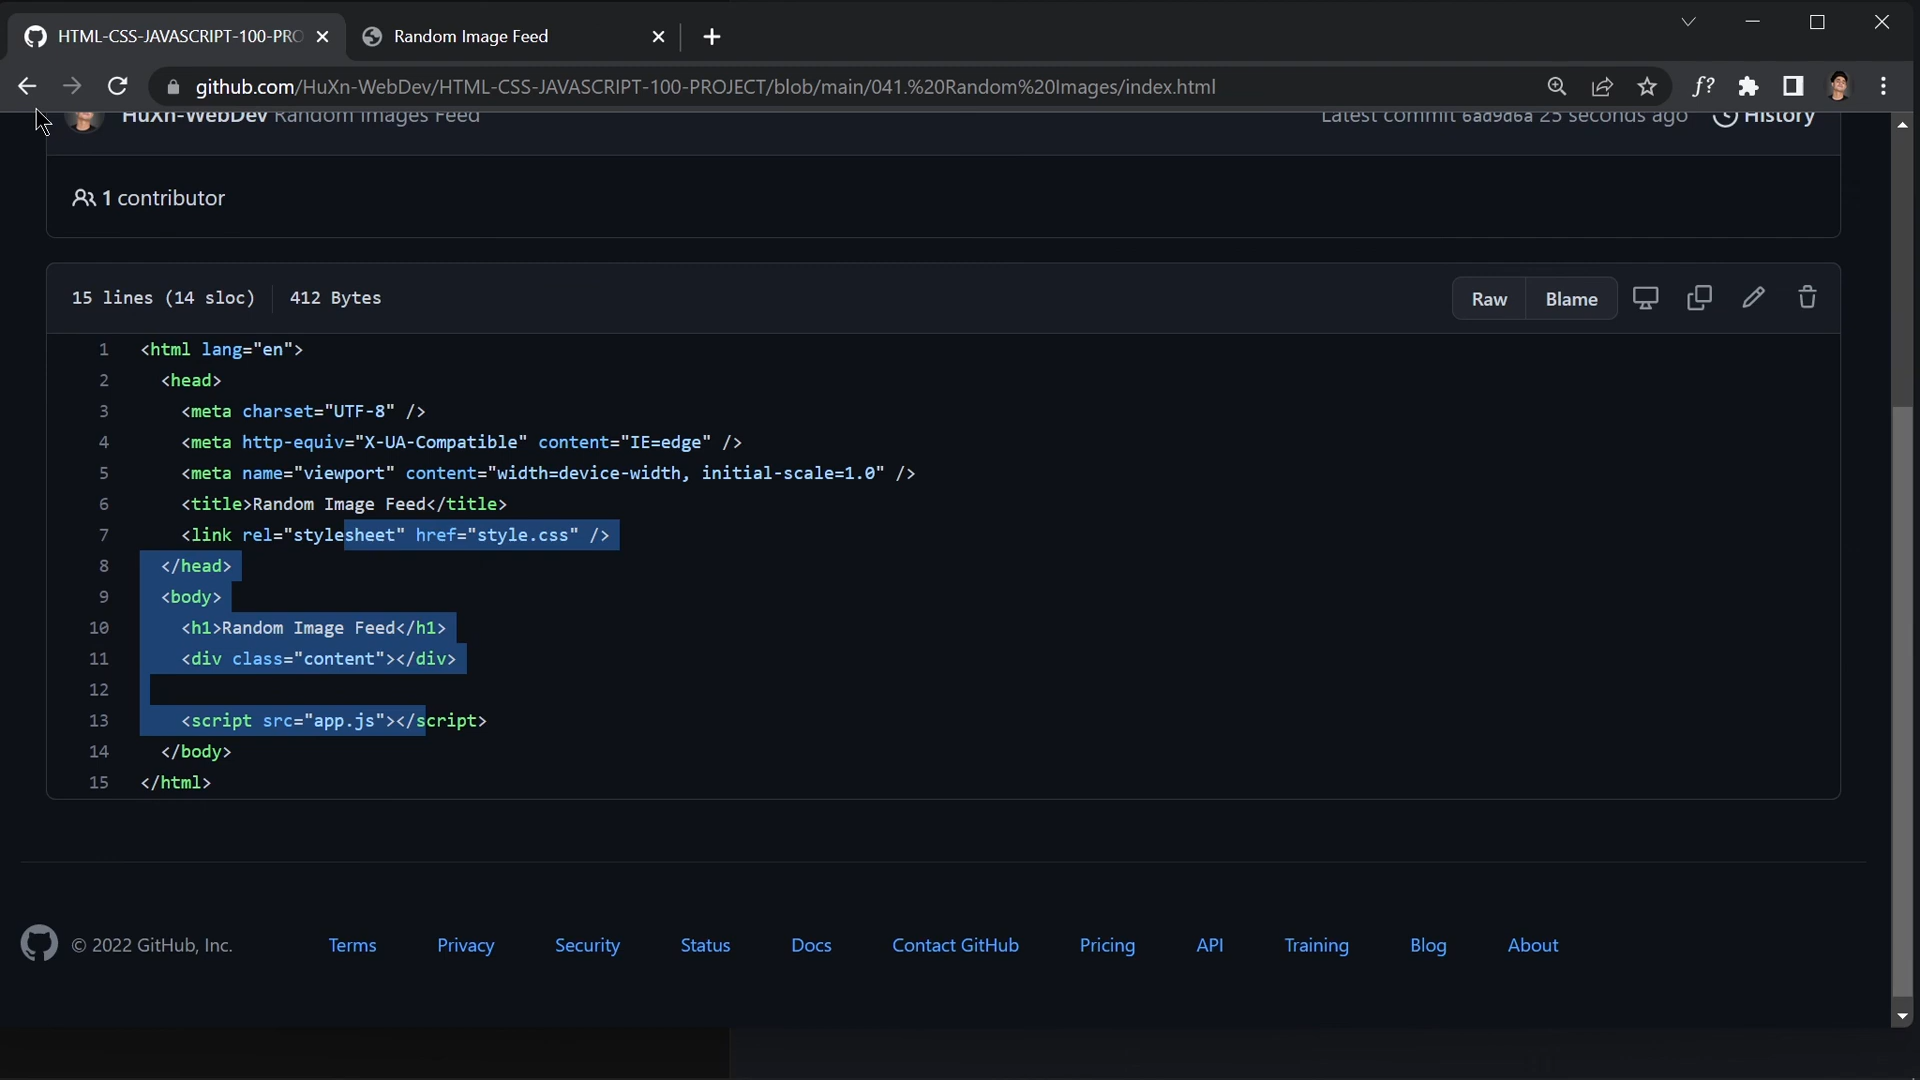 HTML-CSS-JAVASCRIPT-100-PRO
Random Image Feed
github.com/HuXn-WebDev/HTML-CSS-JAVASCRIPT-100-PROJECT/blob/main/041.%20Random%20Images/index.html
HuXn-WebDev Random Images Feed
Latest commit 6ad9d6a 25 seconds ago History
1 contributor
15 lines (14 sloc) 412 Bytes
Raw Blame
1 <html lang="en">
2 <head>
3 <meta charset="UTF-8" />
4 <meta http-equiv="X-UA-Compatible" content="IE=edge" />
5 <meta name="viewport" content="width=device-width, initial-scale=1.0" />
6 <title>Random Image Feed</title>
7 <link rel="stylesheet" href="style.css" />
8 </head>
9 <body>
10 <h1>Random Image Feed</h1>
11 <div class="content"></div>
12
13 <script src="app.js"></script>
14 </body>
15 </html>
© 2022 GitHub, Inc. Terms Privacy Security Status Docs Contact GitHub Pricing API Training Blog About